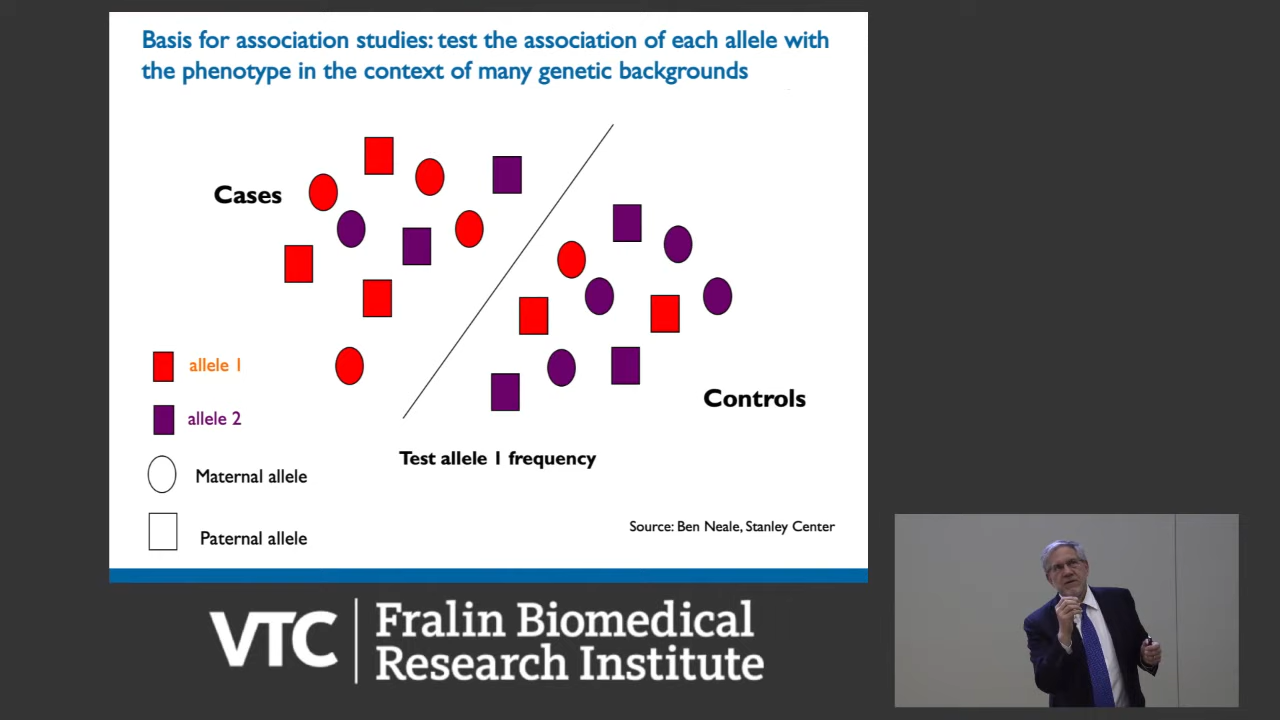 Basis for association studies: test the association of each allele with
the phenotype in the context of many genetic backgrounds
Cases
allele 1
allele 2
Maternal allele
Paternal allele
Controls
Test allele 1 frequency
Source: Ben Neale, Stanley Center
VTC
Fralin Biomedical
Research Institute